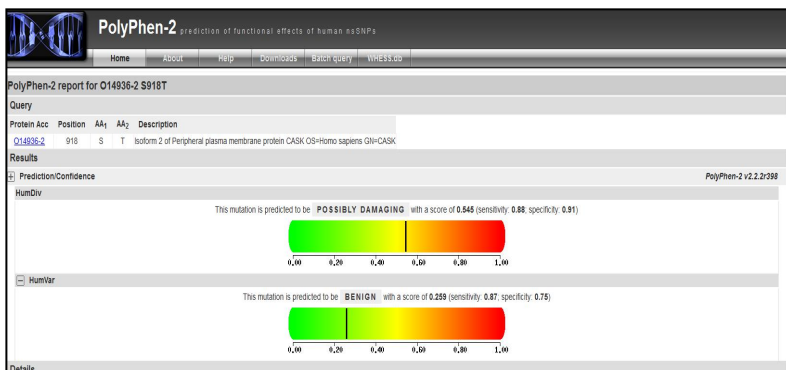 PolyPhen-2 prediction of functional effects of human nsSNPs
Home About Help Downloads Batch query WHESS.db
PolyPhen-2 report for O14936-2 S918T
Query
Protein Acc Position AA1 AA2 Description
O14936-2 918 S T Isoform 2 of Peripheral plasma membrane protein CASK OS=Homo sapiens GN=CASK
Results
Prediction/Confidence PolyPhen-2 v2.2.2r398
HumDiv
This mutation is predicted to be POSSIBLY DAMAGING with a score of 0.545 (sensitivity: 0.88; specificity: 0.91)
0,00 0,20 0,40 0,60 0,80 1,00
HumVar
This mutation is predicted to be BENIGN with a score of 0.259 (sensitivity: 0.87; specificity: 0.75)
0,00 0,20 0,40 0,60 0,80 1,00
Details